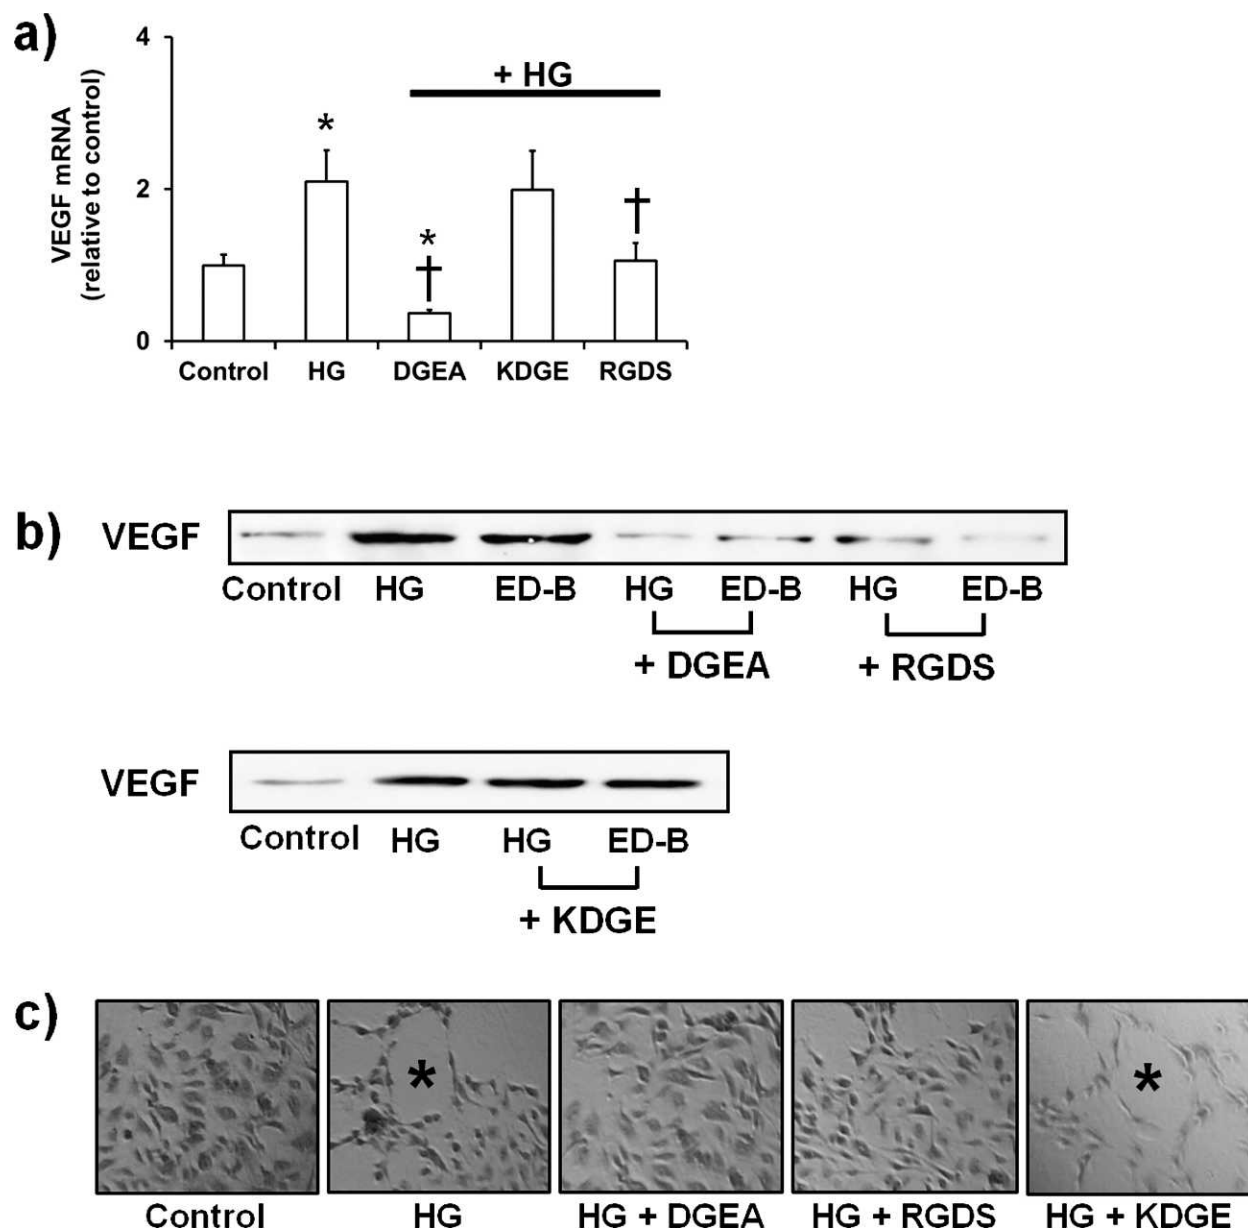 a)
VEGF mRNA
(relative to control)
4
2
0
+ HG
*
*
†
†
Control HG DGEA KDGE RGDS
b)
VEGF
Control HG ED-B HG ED-B HG ED-B
+ DGEA + RGDS
VEGF
Control HG HG ED-B
+ KDGE
c)
* *
Control HG HG + DGEA HG + RGDS HG + KDGE